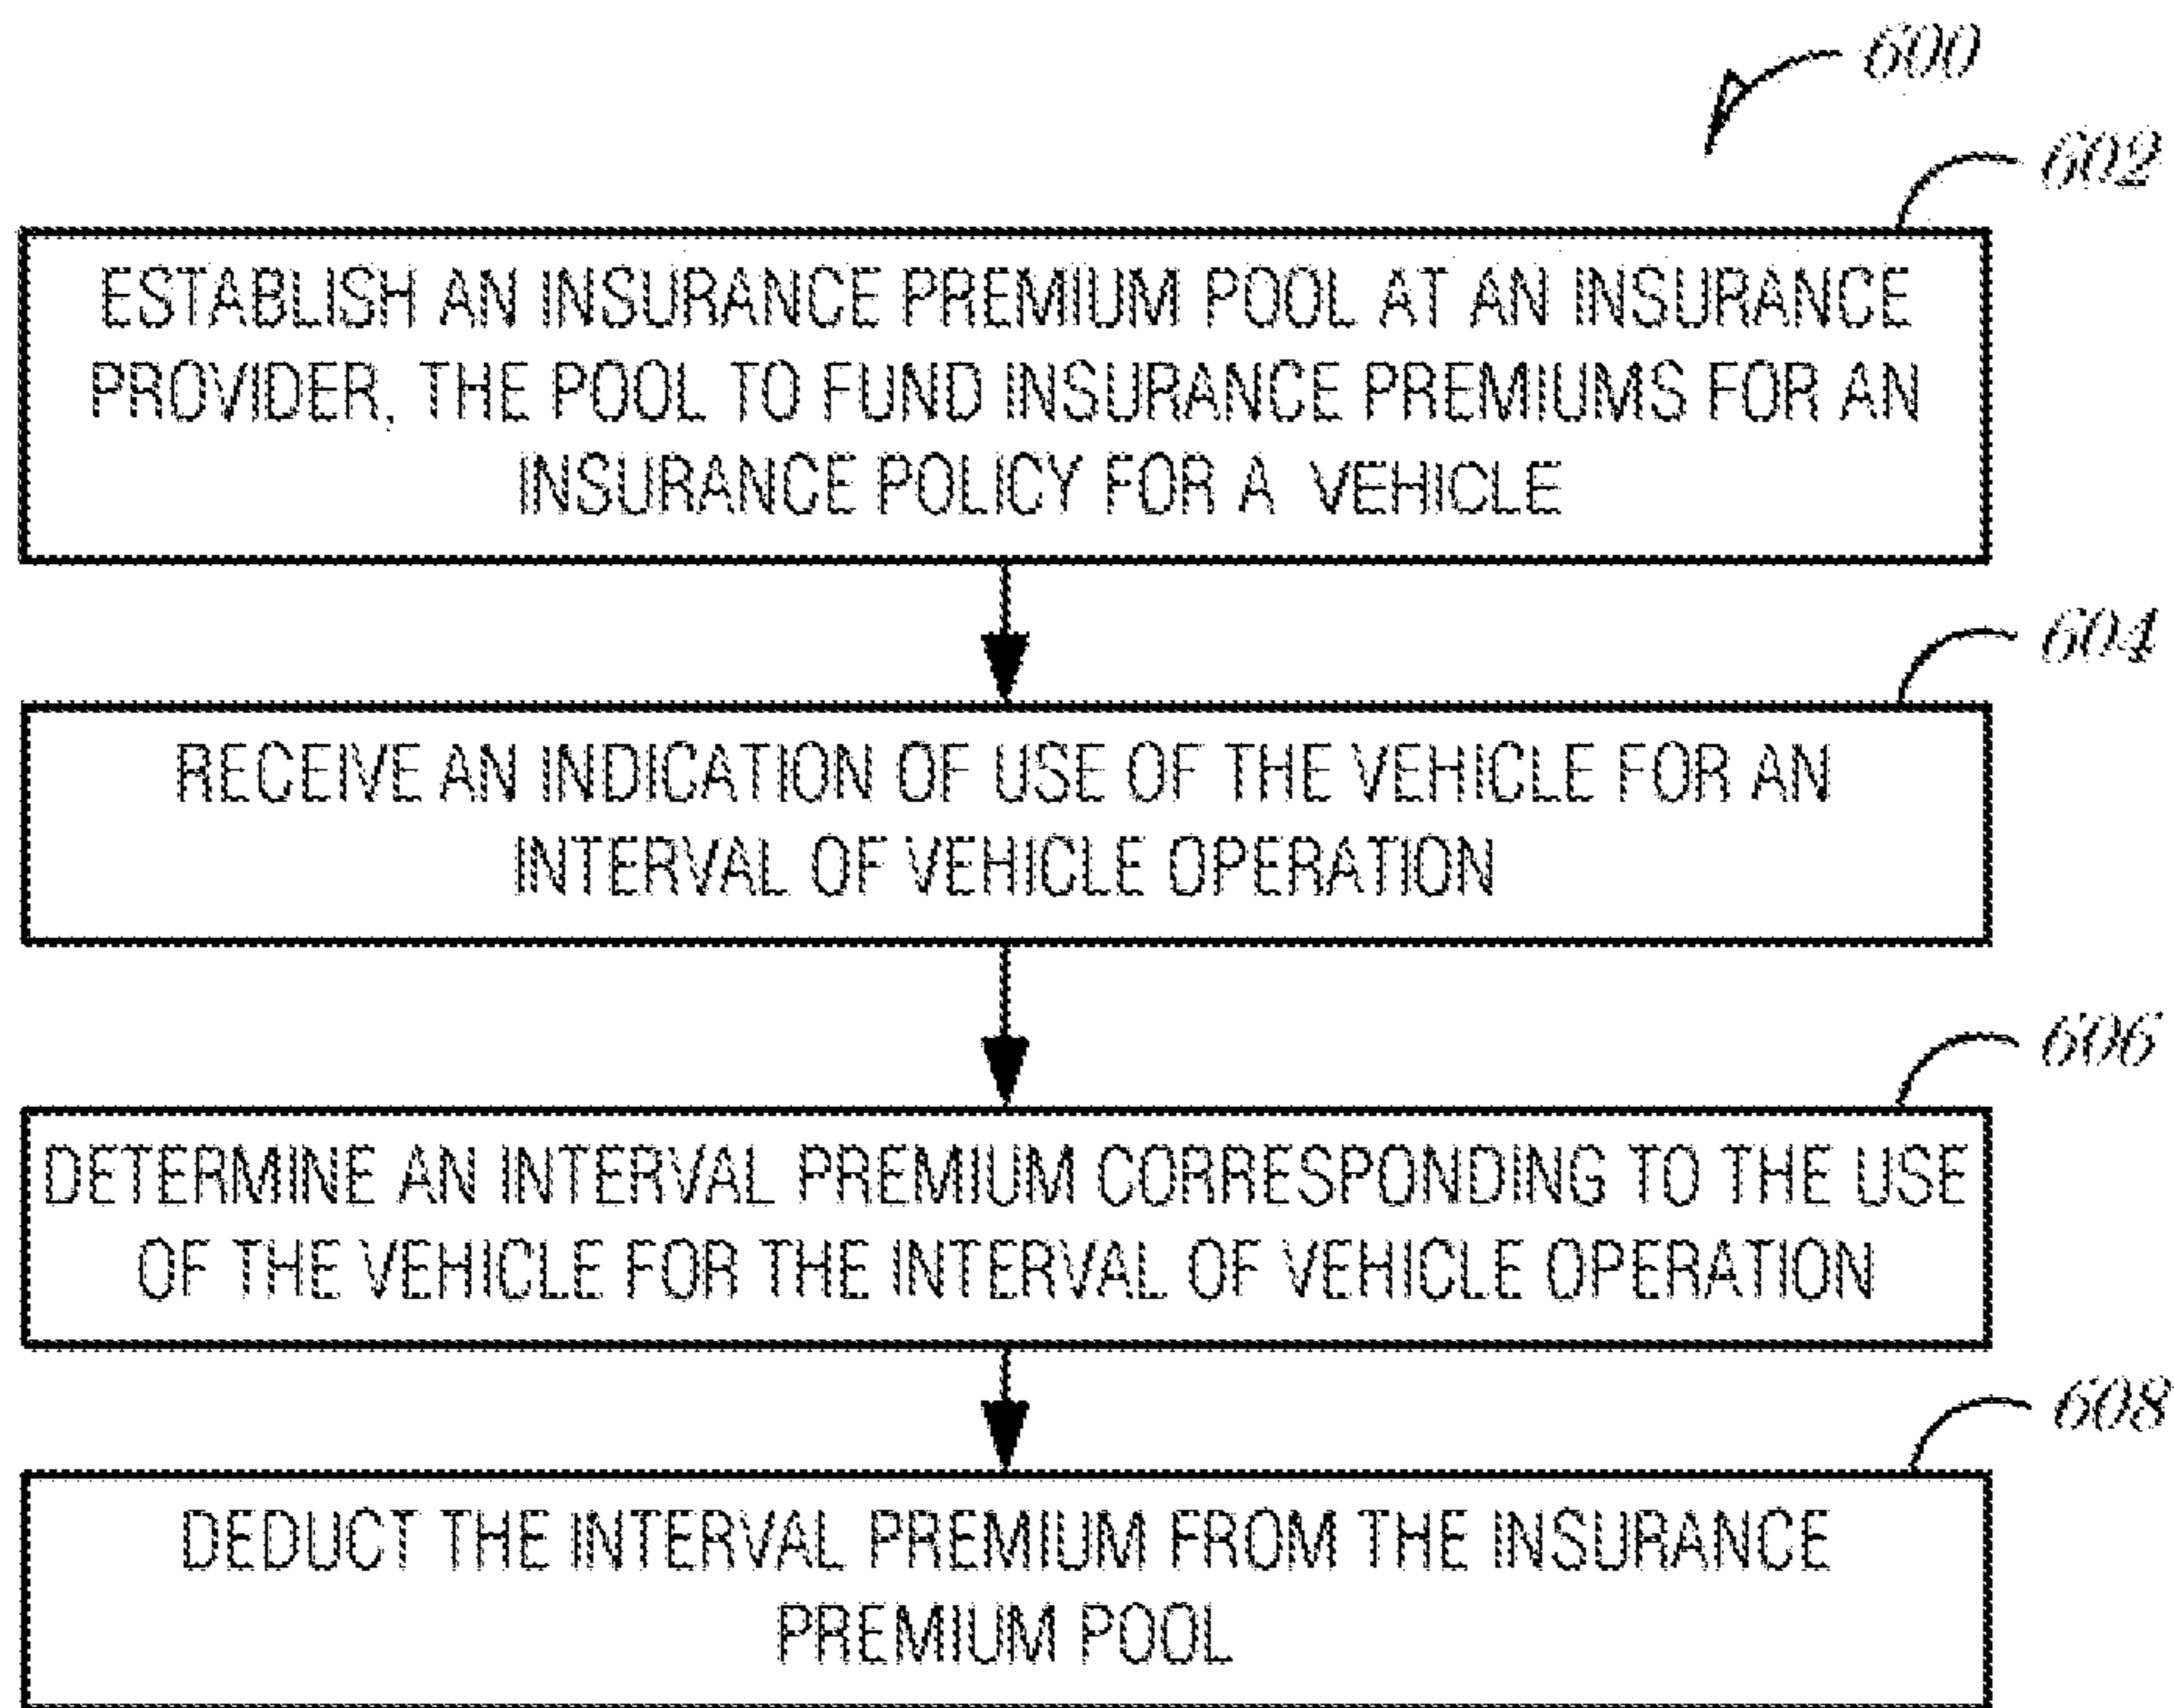 600
602
ESTABLISH AN INSURANCE PREMIUM POOL AT AN INSURANCE
PROVIDER, THE POOL TO FUND INSURANCE PREMIUMS FOR AN
INSURANCE POLICY FOR A VEHICLE
604
RECEIVE AN INDICATION OF USE OF THE VEHICLE FOR AN
INTERVAL OF VEHICLE OPERATION
606
DETERMINE AN INTERVAL PREMIUM CORRESPONDING TO THE USE
OF THE VEHICLE FOR THE INTERVAL OF VEHICLE OPERATION
608
DEDUCT THE INTERVAL PREMIUM FROM THE INSURANCE
PREMIUM POOL